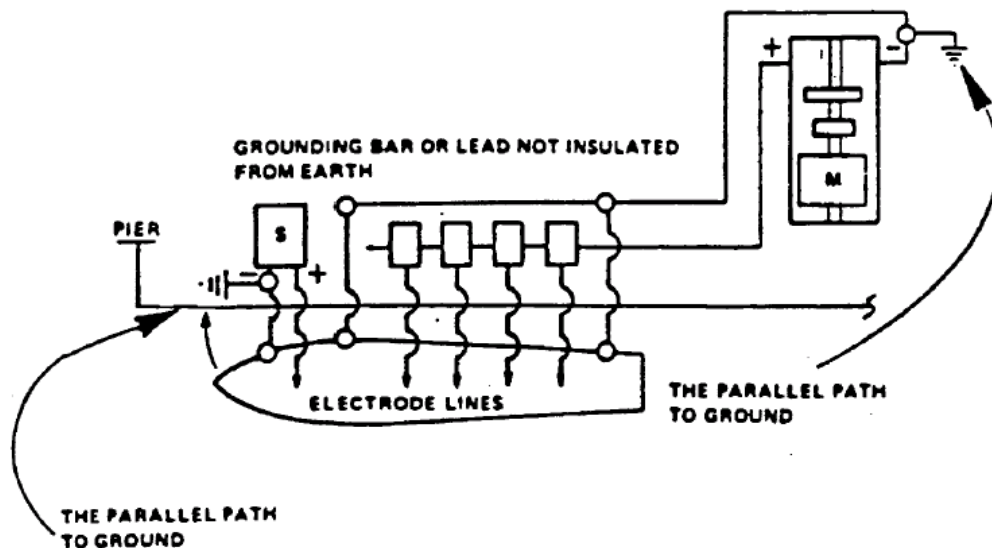 +
-
GROUNDING BAR OR LEAD NOT INSULATED
FROM EARTH
M
PIER
S
-
+
ELECTRODE LINES
THE PARALLEL PATH
TO GROUND
THE PARALLEL PATH
TO GROUND